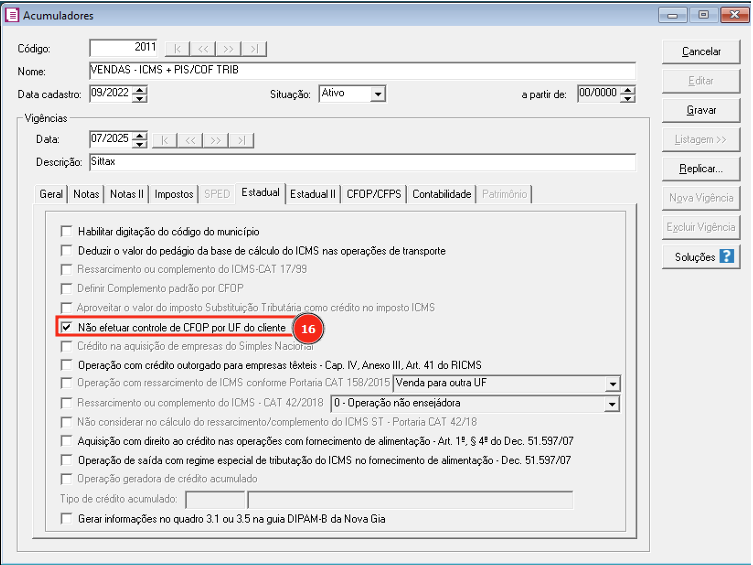 Acumuladores
Código: 2011 |< << >> >|
Nome: VENDAS - ICMS + PIS/COF TRIB
Data cadastro: 09/2022 Situação: Ativo a partir de: 00/0000
Vigências
Data: 07/2025 |< << >> >|
Descrição: Sittax
Geral Notas Notas II Impostos SPED Estadual Estadual II CFOP/CFPS Contabilidade Patrimônio
Habilitar digitação do código do município
Deduzir o valor do pedágio da base de cálculo do ICMS nas operações de transporte
Ressarcimento ou complemento do ICMS-CAT 17/99
Definir Complemento padrão por CFOP
Aproveitar o valor do imposto Substituição Tributária como crédito no imposto ICMS
Não efetuar controle de CFOP por UF do cliente 16
Crédito na aquisição de empresas do Simples Nacional
Operação com crédito outorgado para empresas têxteis - Cap. IV, Anexo III, Art. 41 do RICMS
Operação com ressarcimento de ICMS conforme Portaria CAT 158/2015 Venda para outra UF
Ressarcimento ou complemento do ICMS - CAT 42/2018 0 - Operação não ensejádora
Não considerar no cálculo do ressarcimento/complemento do ICMS ST - Portaria CAT 42/18
Aquisição com direito ao crédito nas operações com fornecimento de alimentação - Art. 1º, § 4º do Dec. 51.597/07
Operação de saída com regime especial de tributação do ICMS no fornecimento de alimentação - Dec. 51.597/07
Operação geradora de crédito acumulado
Tipo de crédito acumulado:
Gerar informações no quadro 3.1 ou 3.5 na guia DIPAM-B da Nova Gia
Cancelar
Editar
Gravar
Listagem >>
Replicar...
Nova Vigência
Excluir Vigência
Soluções ?